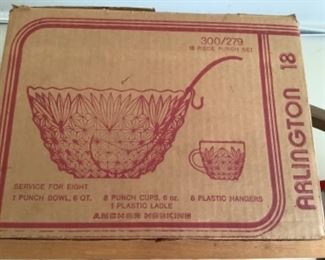 300/279
18 PIECE PUNCH SET
ARLINGTON 18
SERVICE FOR EIGHT
1 PUNCH BOWL, 6 QT.
8 PUNCH CUPS, 6 oz.
8 PLASTIC HANGERS
1 PLASTIC LADLE
ANCHOR HOCKING